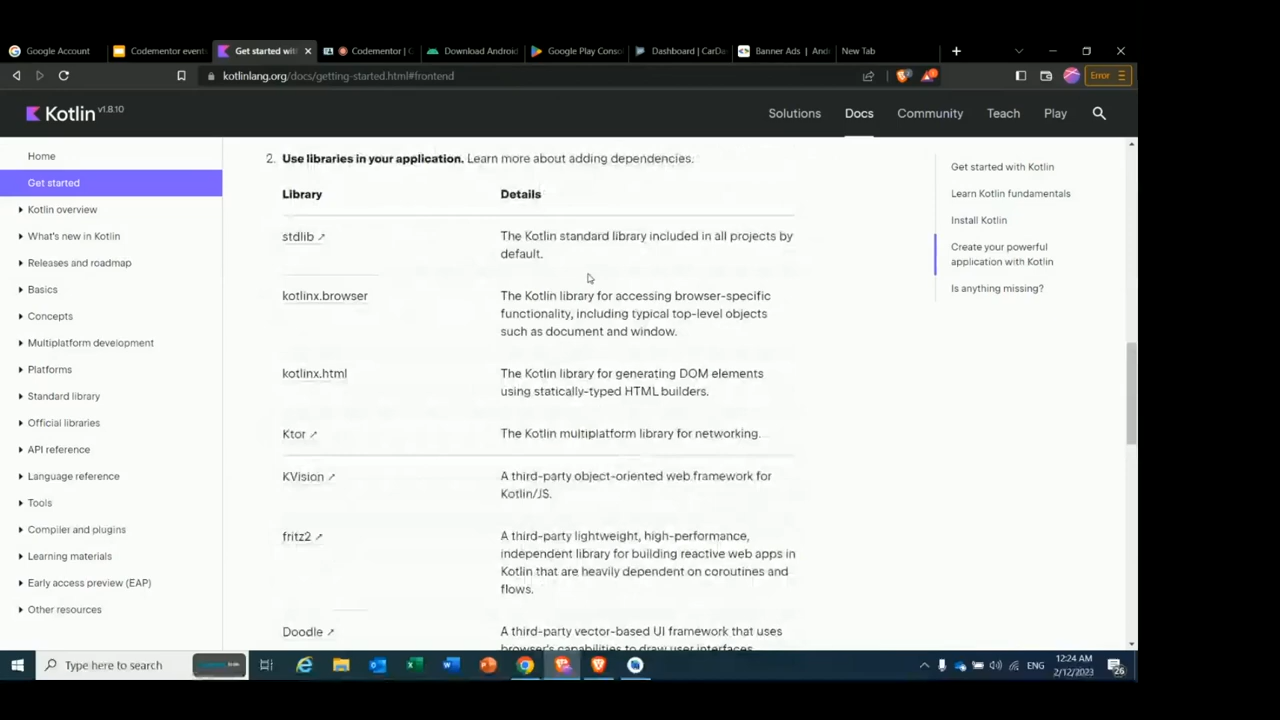 Google Account
Codementor event
Get started wit
Codementor | C
Download Android
Google Play Conso
Dashboard | CarDa
Banner Ads | And
New Tab
kotlinlang.org/docs/getting-started.html#frontend
Error
Kotlin v1.8.10
Solutions
Docs
Community
Teach
Play
Home
Get started
Kotlin overview
What's new in Kotlin
Releases and roadmap
Basics
Concepts
Multiplatform development
Platforms
Standard library
Official libraries
API reference
Language reference
Tools
Compiler and plugins
Learning materials
Early access preview (EAP)
Other resources
2. Use libraries in your application. Learn more about adding dependencies.
Library Details
stdlib ↗ The Kotlin standard library included in all projects by
default.
kotlinx.browser The Kotlin library for accessing browser-specific
functionality, including typical top-level objects
such as document and window.
kotlinx.html The Kotlin library for generating DOM elements
using statically-typed HTML builders.
Ktor ↗ The Kotlin multiplatform library for networking.
KVision ↗ A third-party object-oriented web framework for
Kotlin/JS.
fritz2 ↗ A third-party lightweight, high-performance,
independent library for building reactive web apps in
Kotlin that are heavily dependent on coroutines and
flows.
Doodle ↗ A third-party vector-based UI framework that uses
browser's capabilities to draw user interfaces.
Get started with Kotlin
Learn Kotlin fundamentals
Install Kotlin
Create your powerful
application with Kotlin
Is anything missing?
Type here to search
ENG
12:24 AM
2/12/2023
26